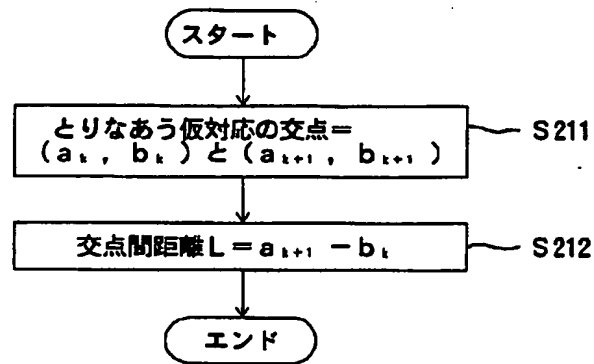 スタート
とりなあう仮対応の交点＝
(aₖ, bₖ)と(aₖ₊₁, bₖ₊₁)
S211
交点間距離L＝aₖ₊₁－bₖ
S212
エンド